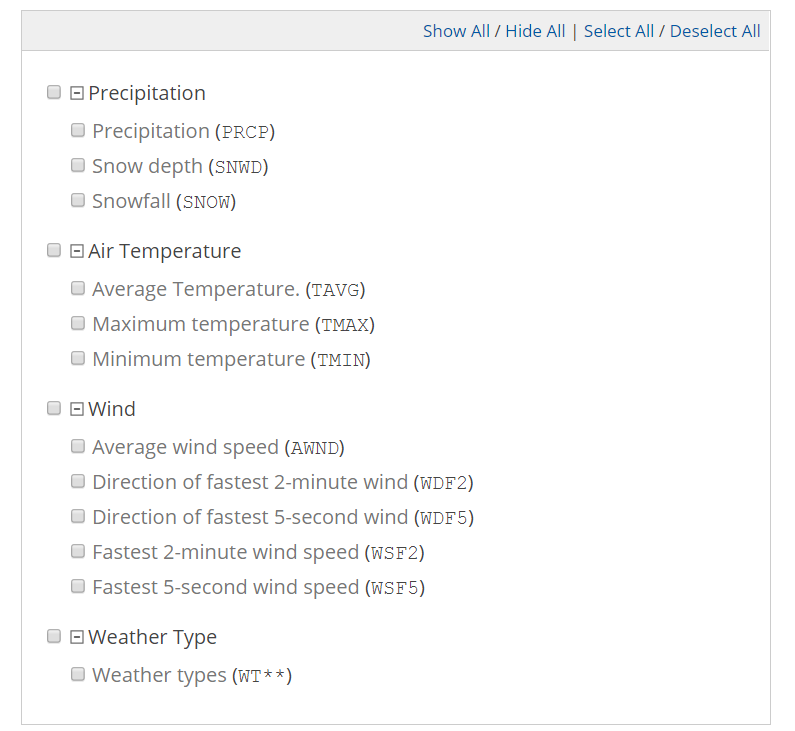 Show All / Hide All | Select All / Deselect All
Precipitation
Precipitation (PRCP)
Snow depth (SNWD)
Snowfall (SNOW)
Air Temperature
Average Temperature. (TAVG)
Maximum temperature (TMAX)
Minimum temperature (TMIN)
Wind
Average wind speed (AWND)
Direction of fastest 2-minute wind (WDF2)
Direction of fastest 5-second wind (WDF5)
Fastest 2-minute wind speed (WSF2)
Fastest 5-second wind speed (WSF5)
Weather Type
Weather types (WT**)